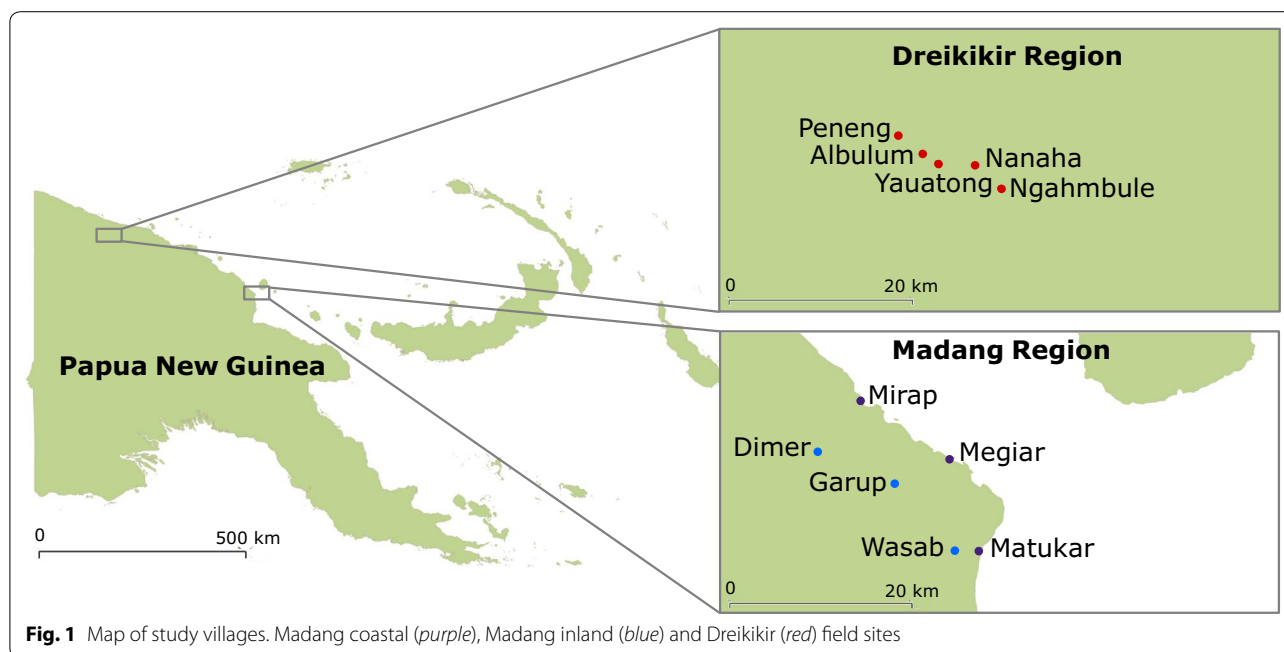 Dreikikir Region
Peneng
Albulum
Nanaha
Yauatong
Ngahmbule
0 20 km
Papua New Guinea
0 500 km
Madang Region
Mirap
Dimer
Megiar
Garup
Wasab
Matukar
0 20 km
Fig. 1 Map of study villages. Madang coastal (purple), Madang inland (blue) and Dreikikir (red) field sites